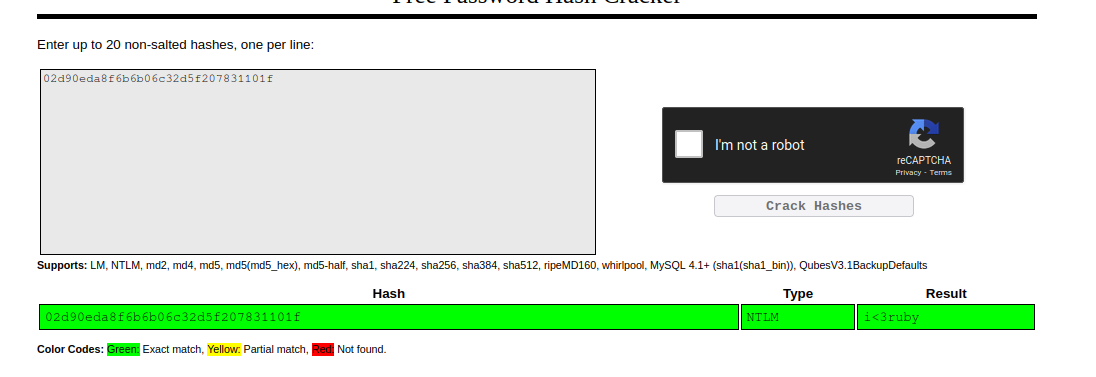 Free Password Hash Cracker
Enter up to 20 non-salted hashes, one per line:
02d90eda8f6b6b06c32d5f207831101f
I'm not a robot
reCAPTCHA
Privacy - Terms
Crack Hashes
Supports: LM, NTLM, md2, md4, md5, md5(md5_hex), md5-half, sha1, sha224, sha256, sha384, sha512, ripeMD160, whirlpool, MySQL 4.1+ (sha1(sha1_bin)), QubesV3.1BackupDefaults
Hash Type Result
02d90eda8f6b6b06c32d5f207831101f NTLM i<3ruby
Color Codes: Green: Exact match, Yellow: Partial match, Red: Not found.